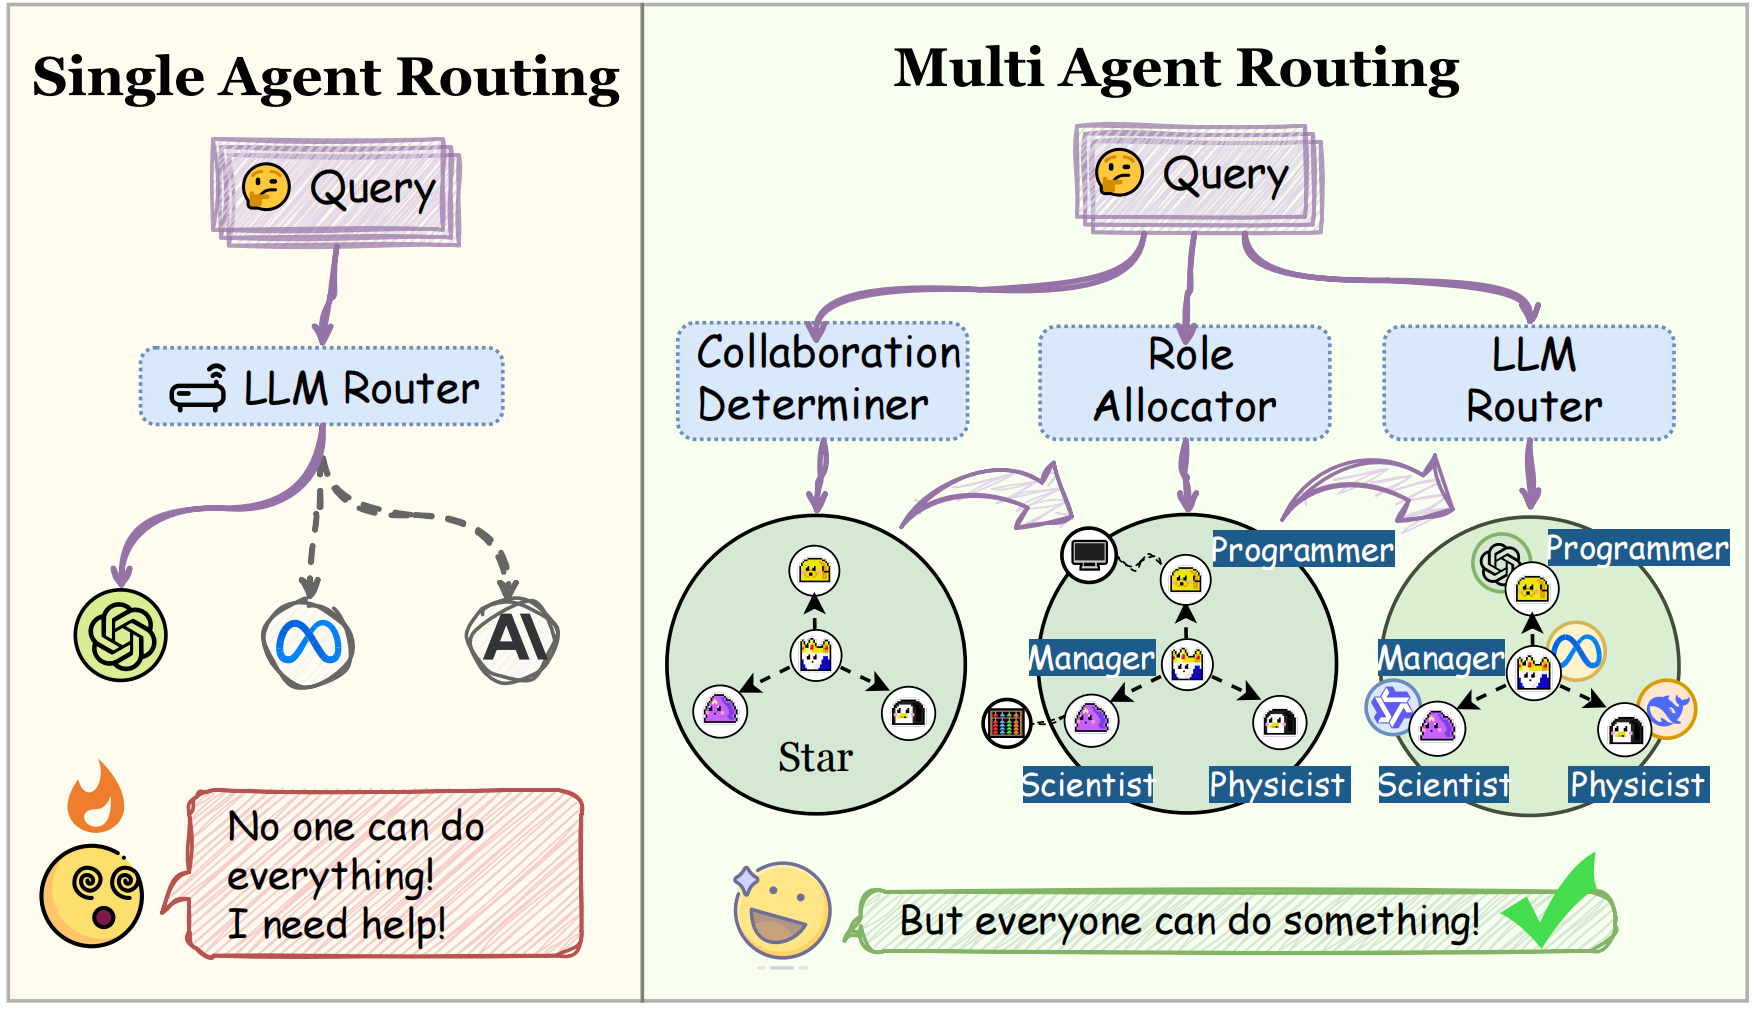 Single Agent Routing
Query
LLM Router
No one can do
everything!
I need help!
Multi Agent Routing
Query
Collaboration
Determiner
Role
Allocator
LLM
Router
Star
Programmer
Manager
Scientist
Physicist
Programmer
Manager
Scientist
Physicist
But everyone can do something!